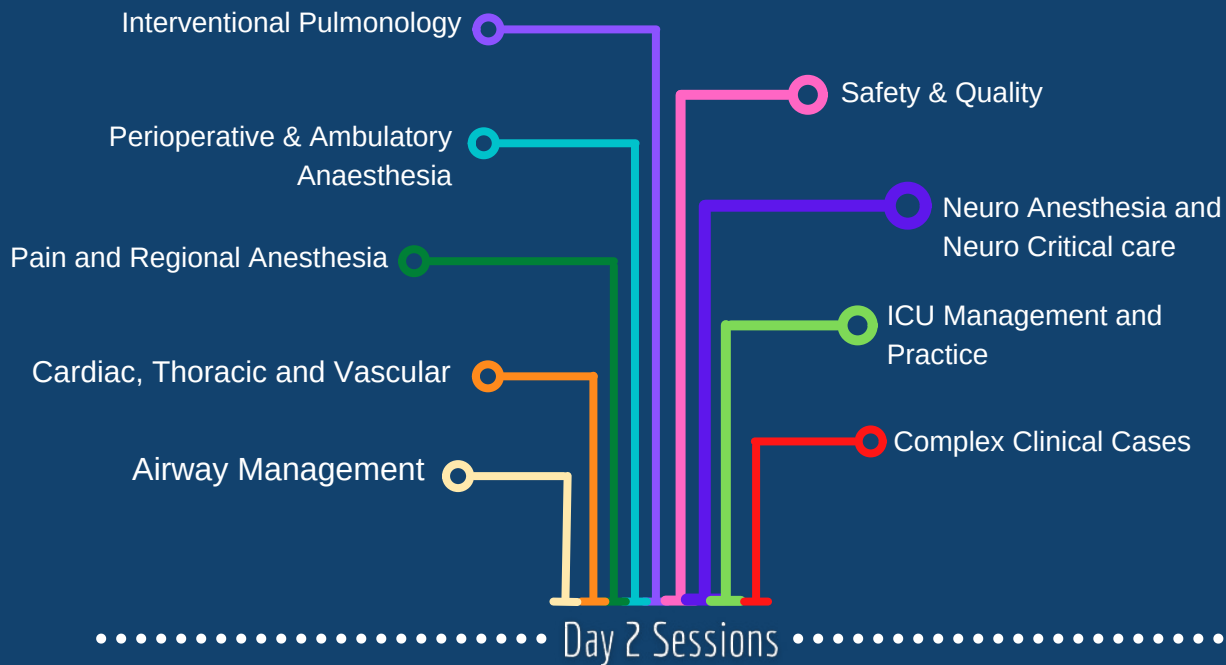 Interventional Pulmonology
Perioperative & Ambulatory
Anaesthesia
Pain and Regional Anesthesia
Cardiac, Thoracic and Vascular
Airway Management
Safety & Quality
Neuro Anesthesia and
Neuro Critical care
ICU Management and
Practice
Complex Clinical Cases
Day 2 Sessions